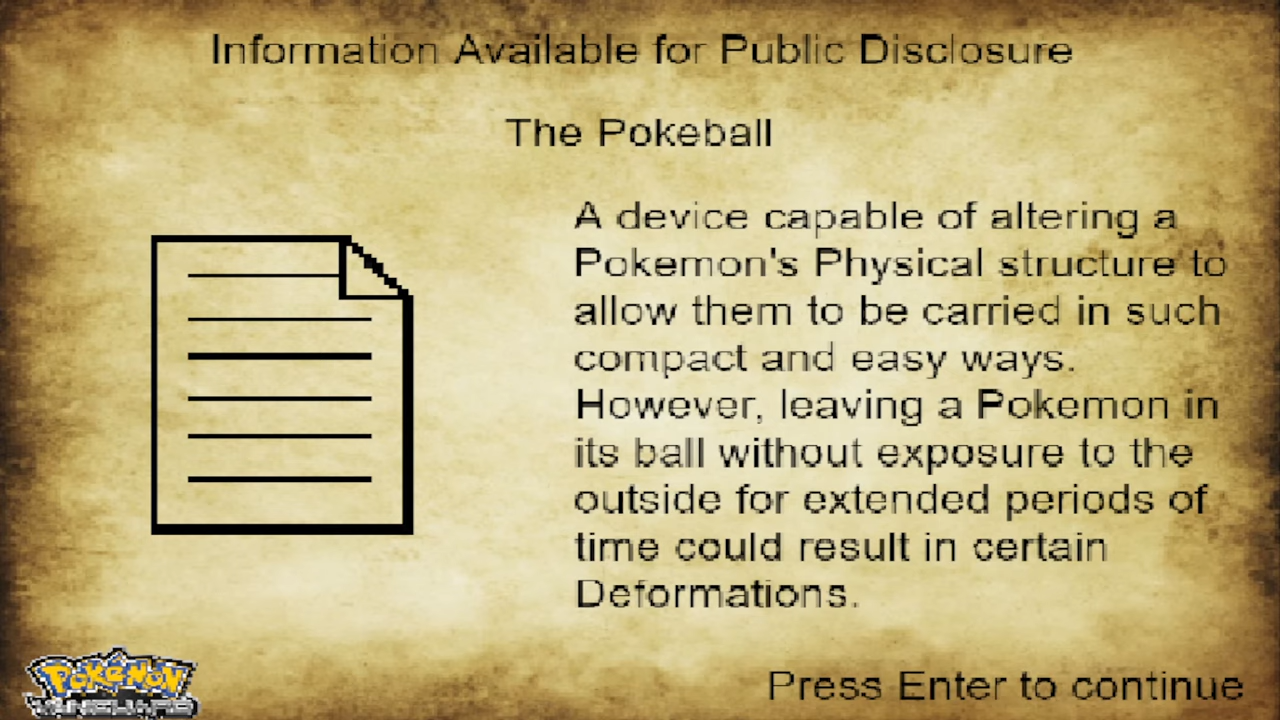 Information Available for Public Disclosure
The Pokeball
A device capable of altering a
Pokemon's Physical structure to
allow them to be carried in such
compact and easy ways.
However, leaving a Pokemon in
its ball without exposure to the
outside for extended periods of
time could result in certain
Deformations.
POKéMON
VANGUARD
Press Enter to continue